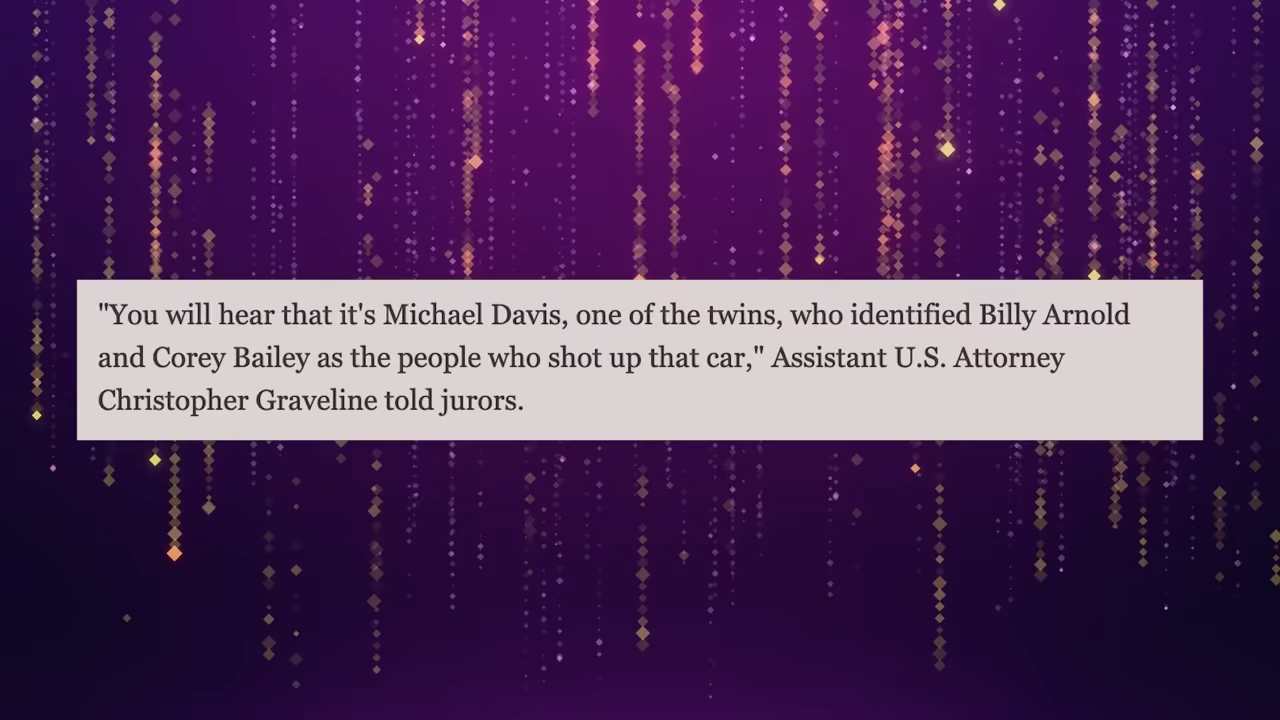 "You will hear that it's Michael Davis, one of the twins, who identified Billy Arnold
and Corey Bailey as the people who shot up that car," Assistant U.S. Attorney
Christopher Graveline told jurors.